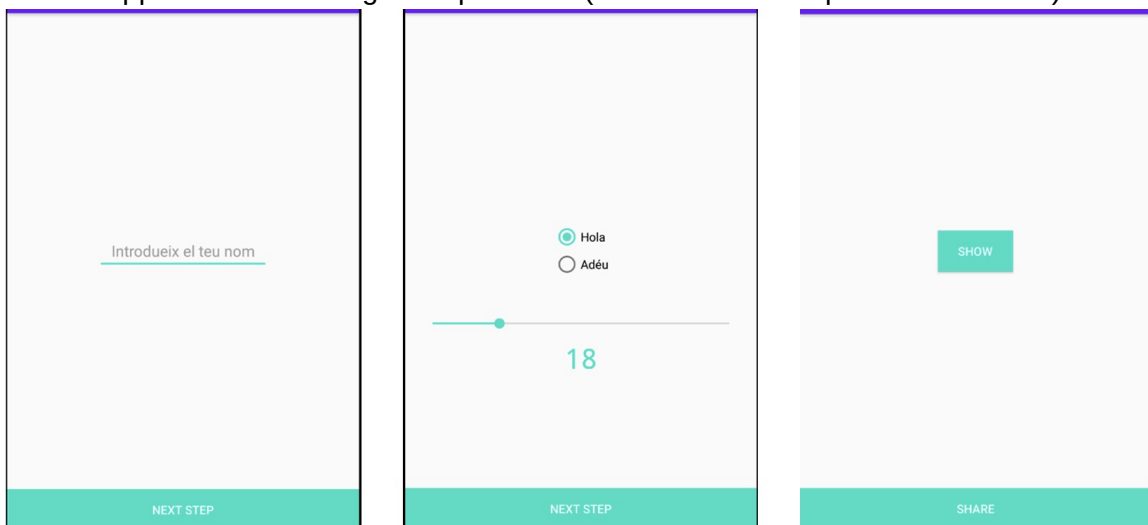 Introdueix el teu nom
NEXT STEP
Hola
Adéu
18
NEXT STEP
SHOW
SHARE